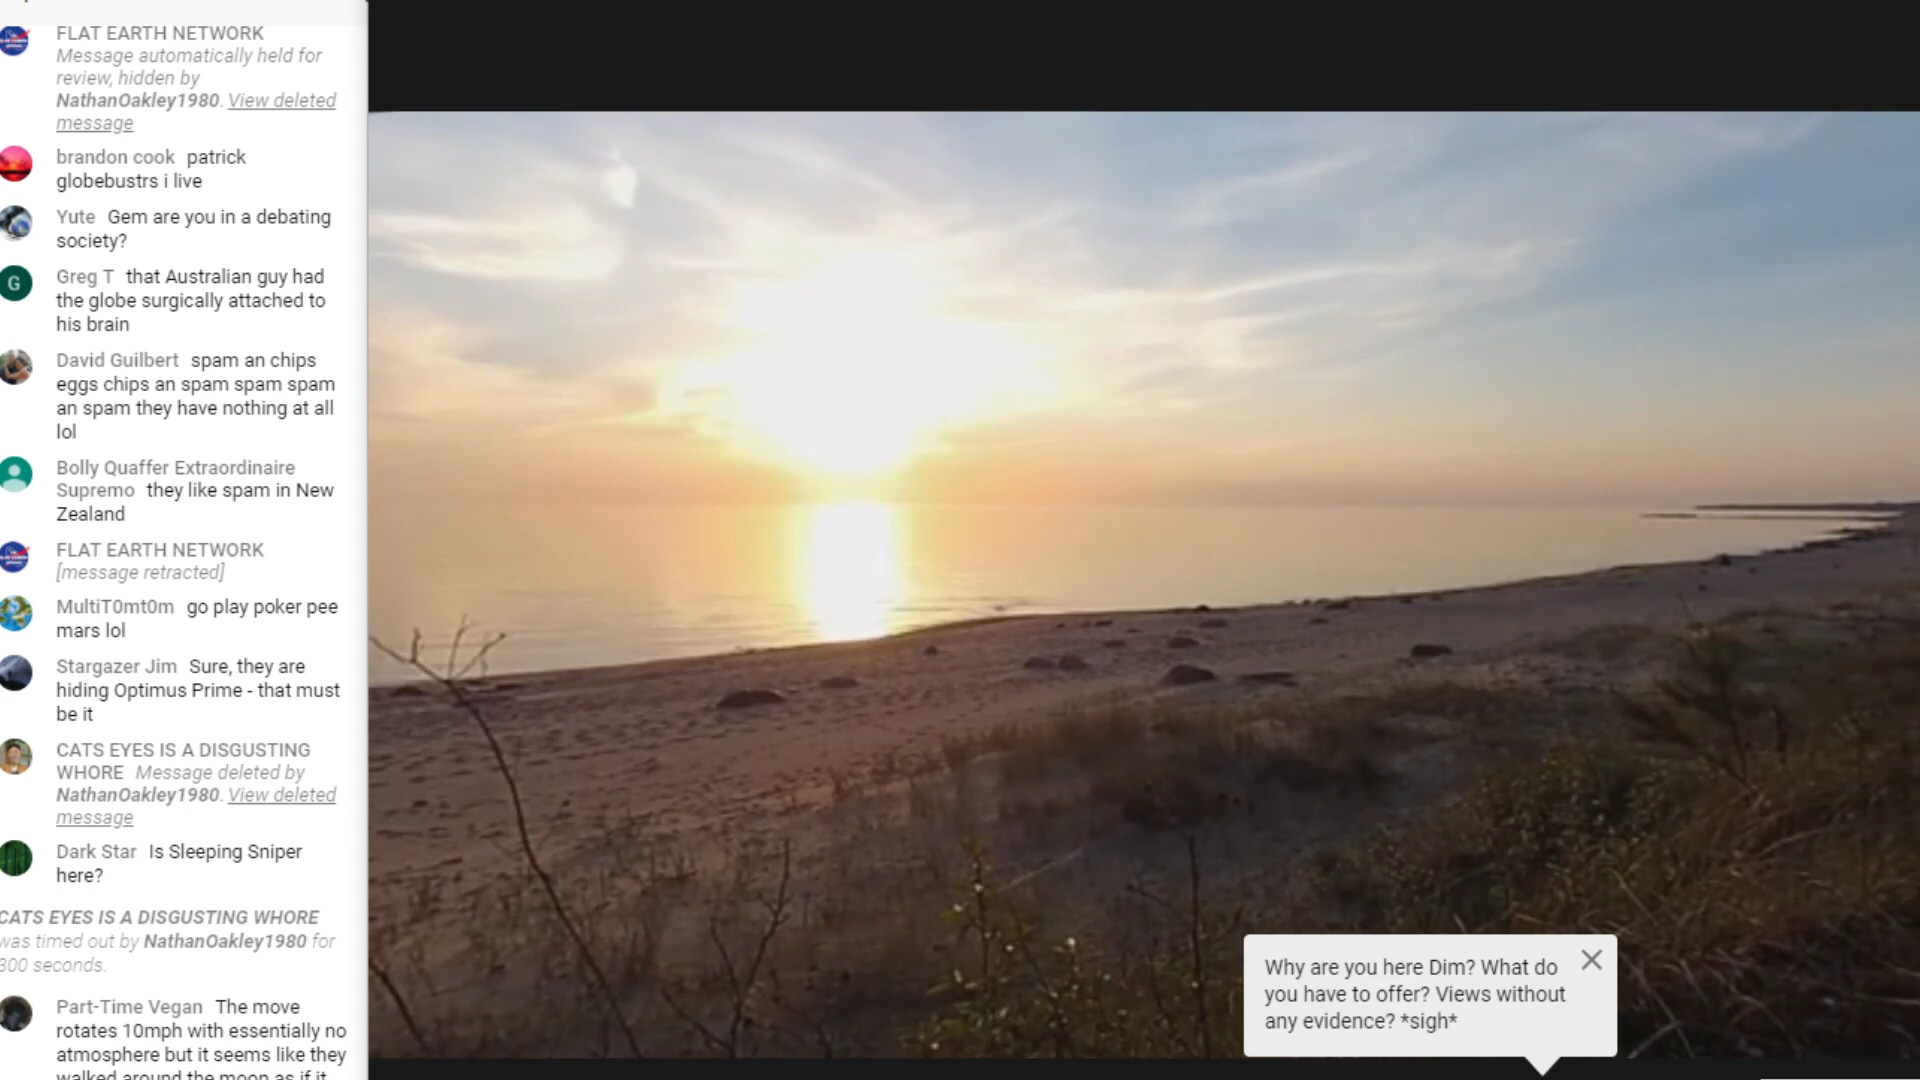 FLAT EARTH NETWORK
Message automatically held for
review, hidden by
NathanOakley1980. View deleted
message
brandon cook patrick
globebustrs i live
Yute Gem are you in a debating
society?
G
Greg T that Australian guy had
the globe surgically attached to
his brain
David Guilbert spam an chips
eggs chips an spam spam spam
an spam they have nothing at all
lol
Bolly Quaffer Extraordinaire
Supremo they like spam in New
Zealand
FLAT EARTH NETWORK
[message retracted]
MultiT0mt0m go play poker pee
mars lol
Stargazer Jim Sure, they are
hiding Optimus Prime - that must
be it
CATS EYES IS A DISGUSTING
WHORE Message deleted by
NathanOakley1980. View deleted
message
Dark Star Is Sleeping Sniper
here?
CATS EYES IS A DISGUSTING WHORE
was timed out by NathanOakley1980 for
300 seconds.
Part-Time Vegan The move
rotates 10mph with essentially no
atmosphere but it seems like they
walked around the moon as if it
Why are you here Dim? What do
you have to offer? Views without
any evidence? *sigh*